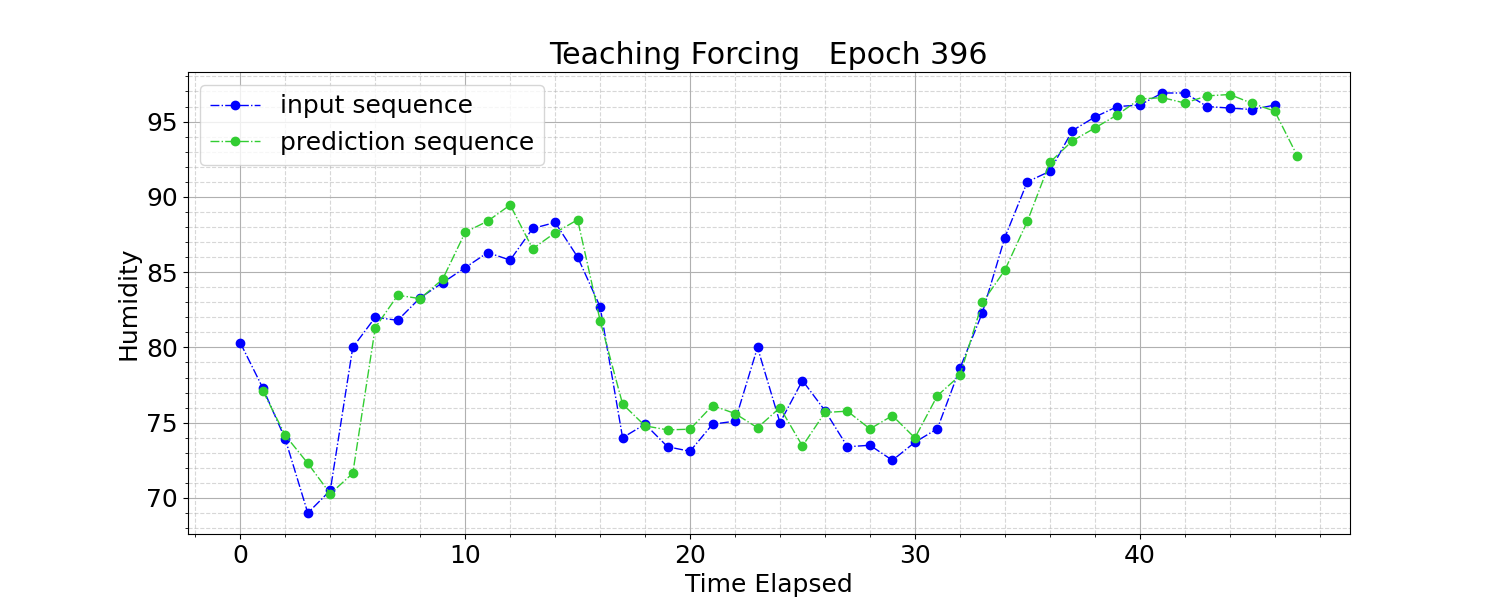 Teaching Forcing   Epoch 396
input sequence
prediction sequence
Humidity
95
90
85
80
75
70
0 10 20 30 40
Time Elapsed